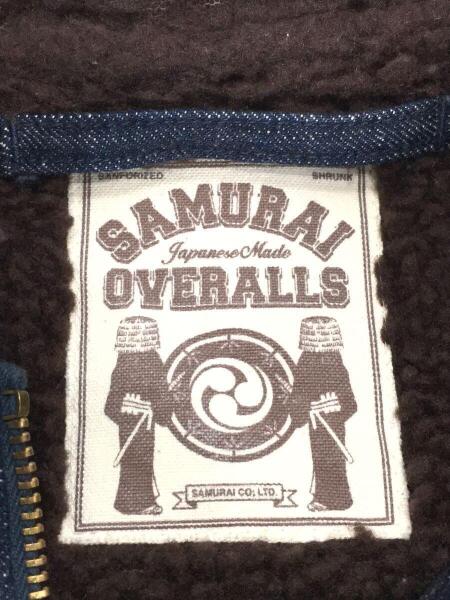 SANFORIZED SHRUNK
SAMURAI
Japanese Made
OVERALLS
SAMURAI CO; LTD.